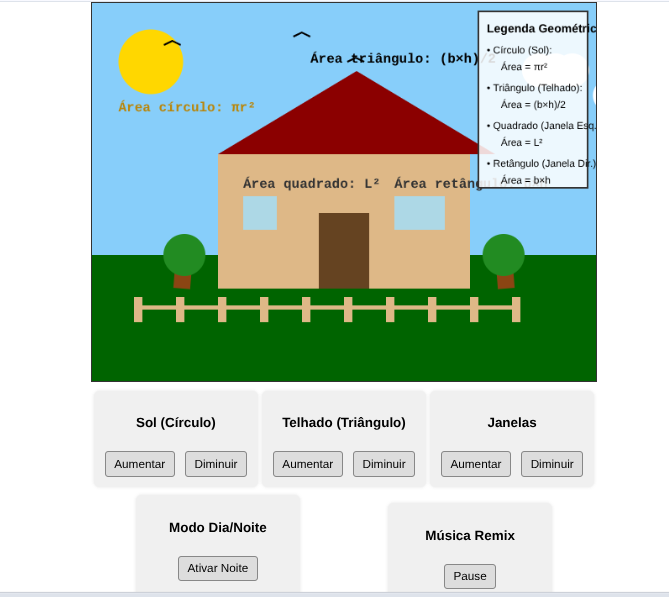 Área triângulo: (b×h)/2
Legenda Geométric
• Círculo (Sol):
Área = πr²
• Triângulo (Telhado):
Área = (b×h)/2
• Quadrado (Janela Esq.
Área = L²
• Retângulo (Janela Dir.)
Área = b×h
Área círculo: πr²
Área quadrado: L²
Área retâng
Sol (Círculo)
Aumentar
Diminuir
Telhado (Triângulo)
Aumentar
Diminuir
Janelas
Aumentar
Diminuir
Modo Dia/Noite
Ativar Noite
Música Remix
Pause